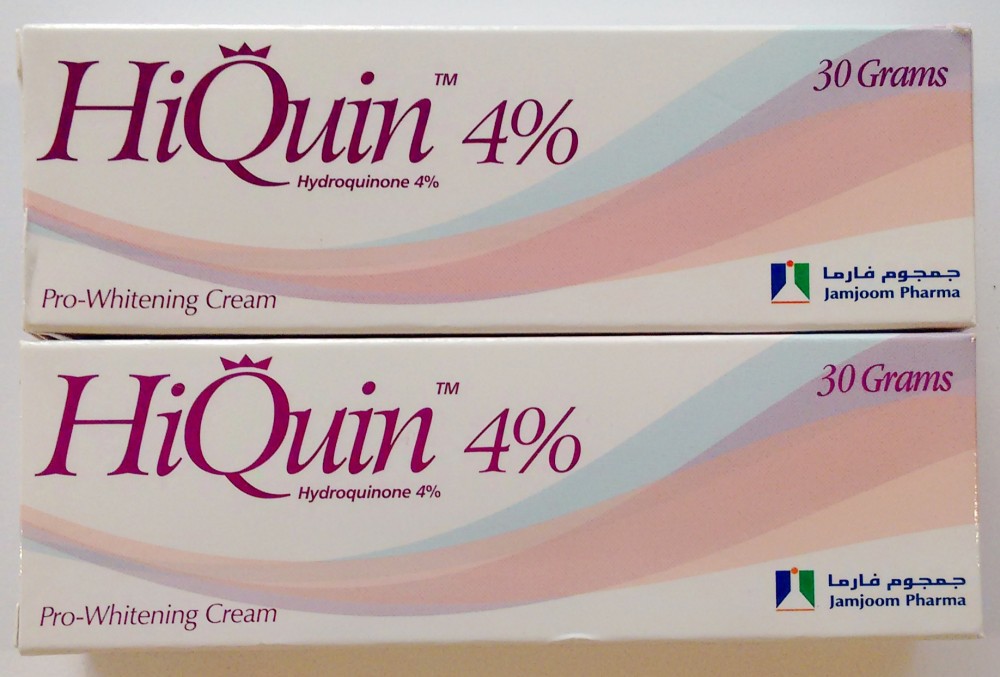 HiQuin™ 4%
30 Grams
Hydroquinone 4%
جمجوم فارما
Jamjoom Pharma
Pro-Whitening Cream
HiQuin™ 4%
30 Grams
Hydroquinone 4%
جمجوم فارما
Jamjoom Pharma
Pro-Whitening Cream